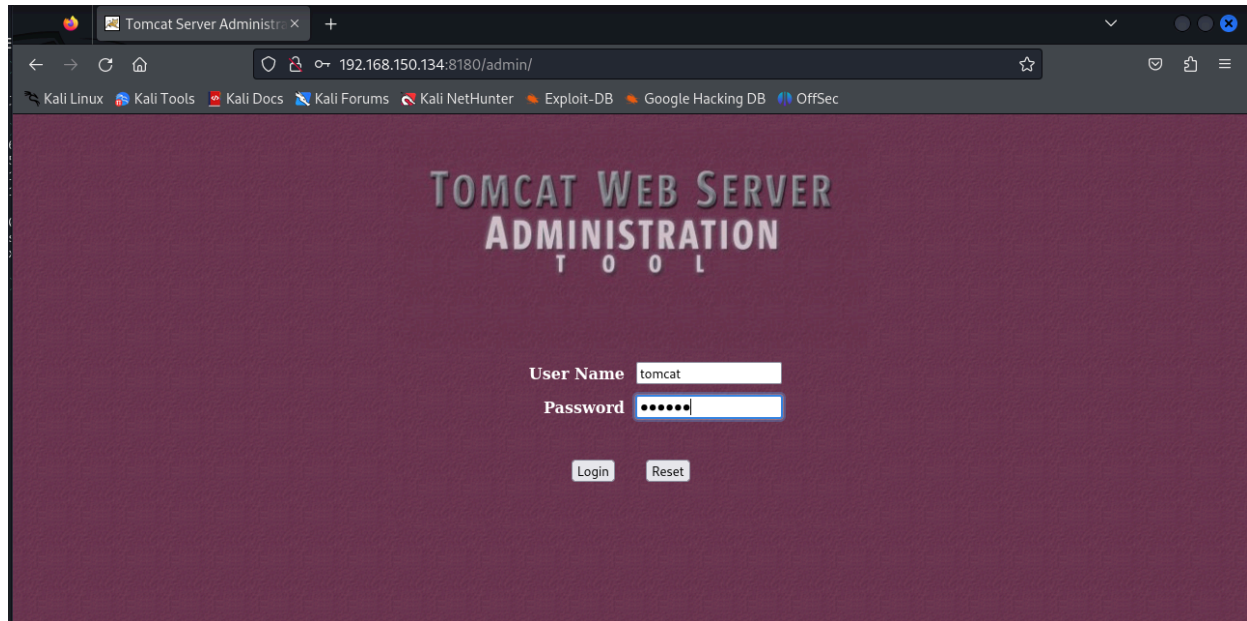 Tomcat Server Administra
192.168.150.134:8180/admin/
Kali Linux Kali Tools Kali Docs Kali Forums Kali NetHunter Exploit-DB Google Hacking DB OffSec
TOMCAT WEB SERVER
ADMINISTRATION
TOOL
User Name tomcat
Password ••••••
Login Reset